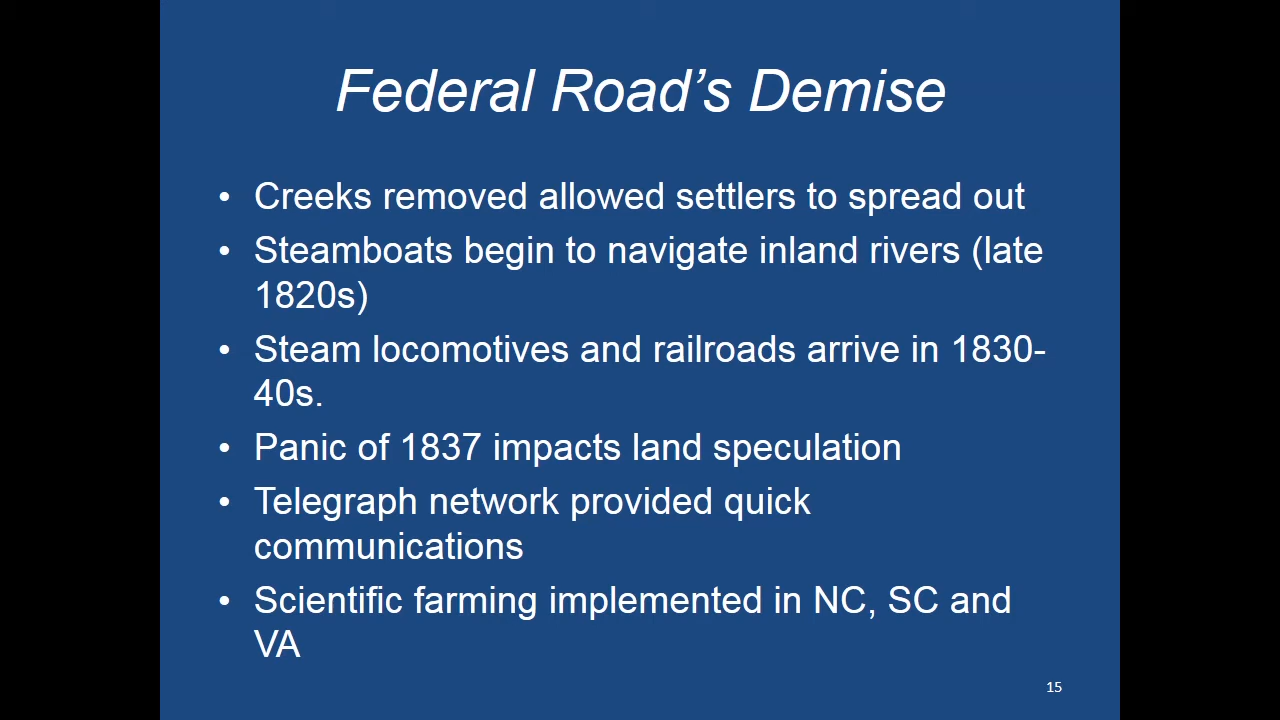 Federal Road’s Demise
• Creeks removed allowed settlers to spread out
• Steamboats begin to navigate inland rivers (late
1820s)
• Steam locomotives and railroads arrive in 1830-
40s.
• Panic of 1837 impacts land speculation
• Telegraph network provided quick
communications
• Scientific farming implemented in NC, SC and
VA
15